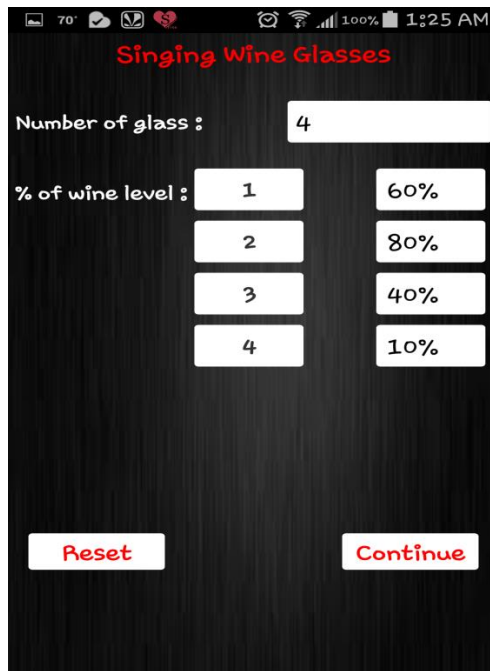 70° 100% 1:25 AM
Singing Wine Glasses
Number of glass : 4
% of wine level : 1 60%
2 80%
3 40%
4 10%
Reset Continue